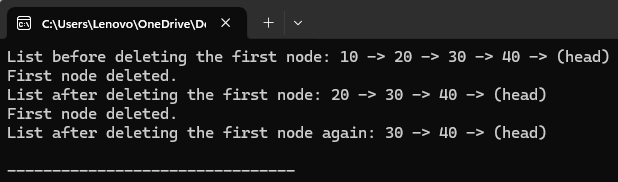 C:\Users\Lenovo\OneDrive\De
List before deleting the first node: 10 -> 20 -> 30 -> 40 -> (head)
First node deleted.
List after deleting the first node: 20 -> 30 -> 40 -> (head)
First node deleted.
List after deleting the first node again: 30 -> 40 -> (head)
--------------------------------